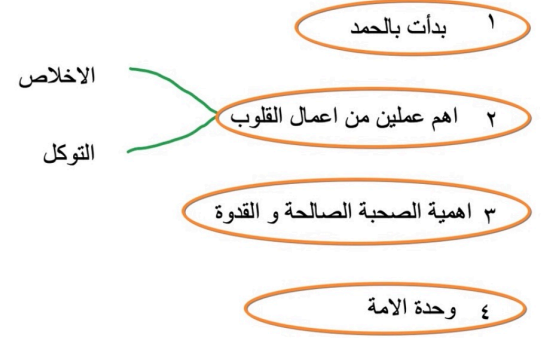 ١ بدأت بالحمد
٢ اهم عملين من اعمال القلوب
الاخلاص
التوكل
٣ اهمية الصحبة الصالحة و القدوة
٤ وحدة الامة